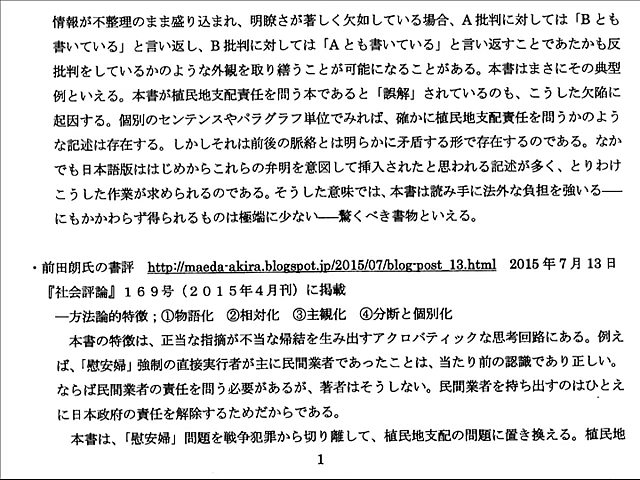 情報が不整理のまま盛り込まれ、明瞭さが著しく欠如している場合、A批判に対しては「Bとも
書いている」と言い返し、B批判に対しては「Aとも書いている」と言い返すことであたかも反
批判をしているかのような外観を取り繕うことが可能になることがある。本書はまさにその典型
例といえる。本書が植民地支配責任を問う本であると「誤解」されているのも、こうした欠陥に
起因する。個別のセンテンスやパラグラフ単位でみれば、確かに植民地支配責任を問うかのよう
な記述は存在する。しかしそれは前後の脈絡とは明らかに矛盾する形で存在するのである。なか
でも日本語版ははじめからこれらの弁明を意図して挿入されたと思われる記述が多く、とりわけ
こうした作業が求められるのである。そうした意味では、本書は読み手に法外な負担を強いる――
にもかかわらず得られるものは極端に少ない――驚くべき書物といえる。
・前田朗氏の書評　http://maeda-akira.blogspot.jp/2015/07/blog-post_13.html　2015年7月13日
『社会評論』169号（2015年4月刊）に掲載
―方法論的特徴；①物語化　②相対化　③主観化　④分断と個別化
本書の特徴は、正当な指摘が不当な帰結を生み出すアクロバティックな思考回路にある。例え
ば、「慰安婦」強制の直接実行者が主に民間業者であったことは、当たり前の認識であり正しい。
ならば民間業者の責任を問う必要があるが、著者はそうしない。民間業者を持ち出すのはひとえ
に日本政府の責任を解除するためだからである。
本書は、「慰安婦」問題を戦争犯罪から切り離して、植民地支配の問題に置き換える。植民地
1